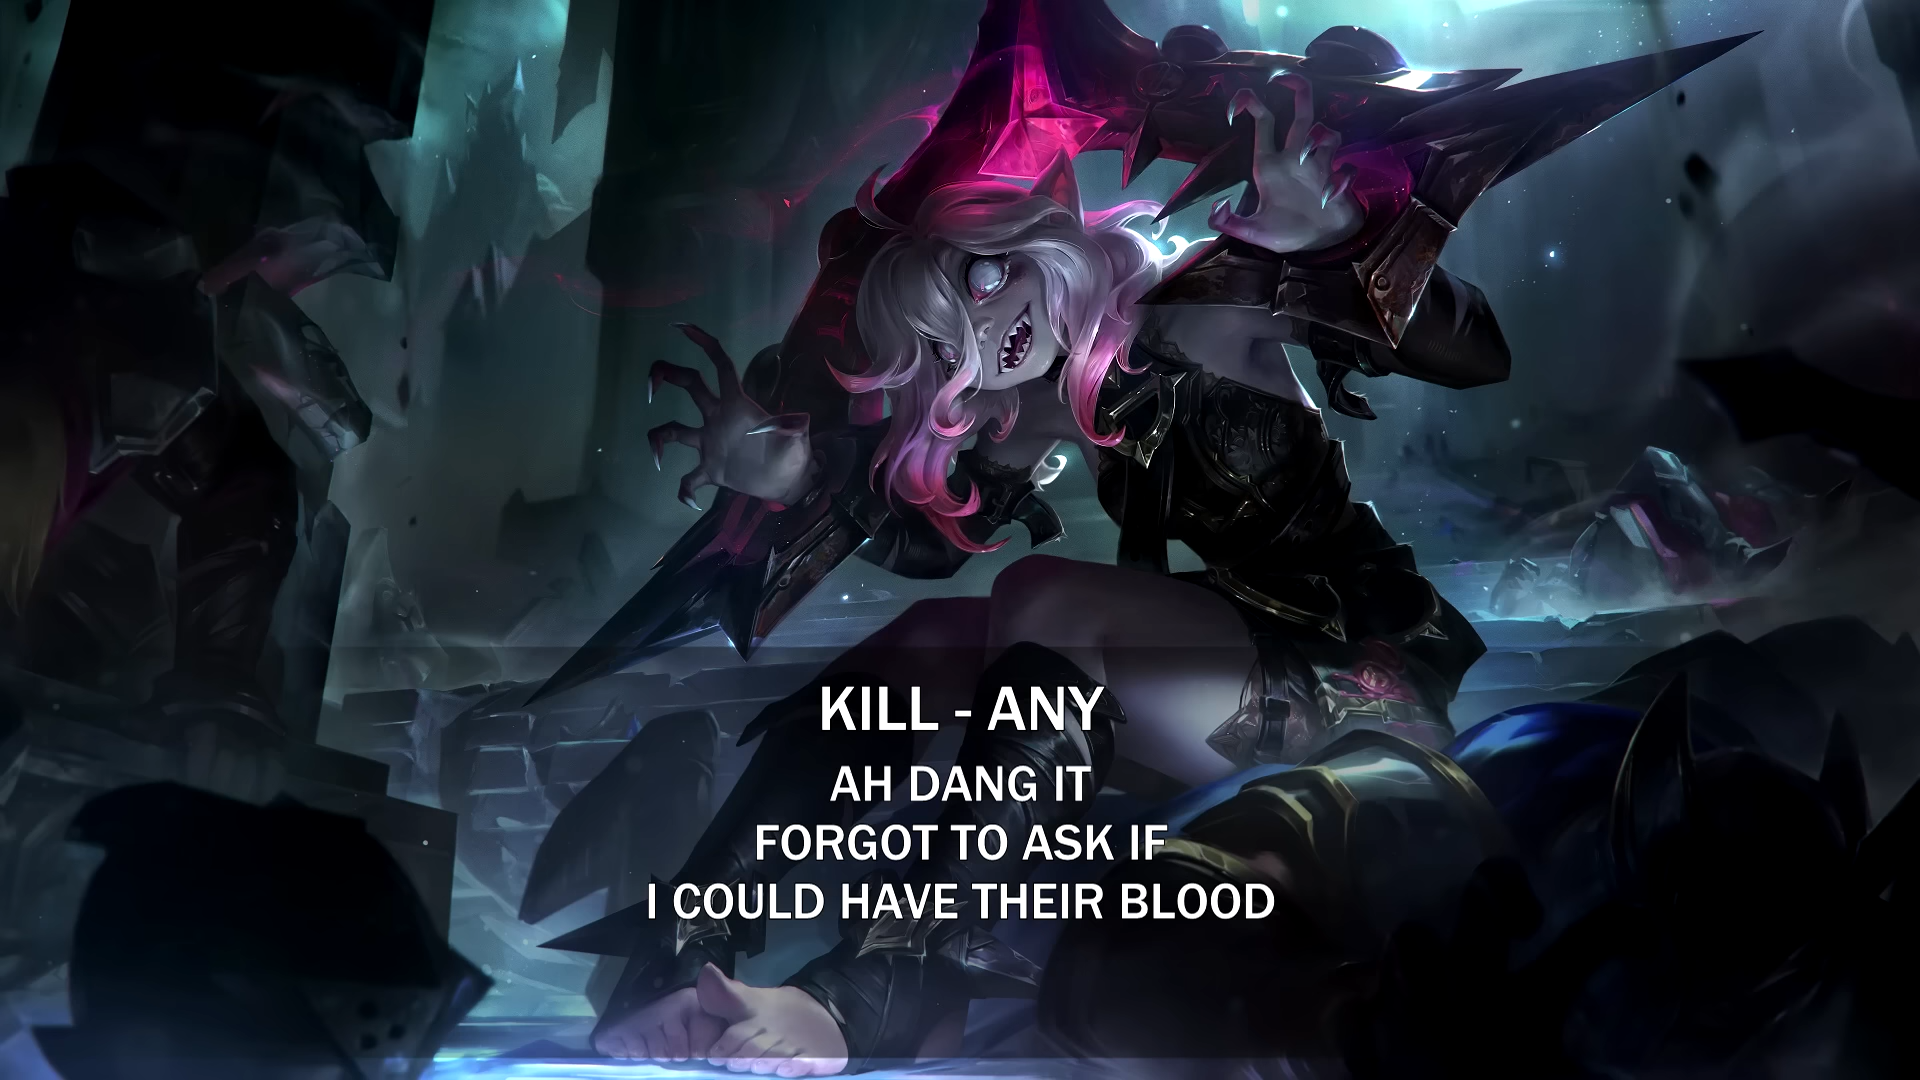 KILL - ANY
AH DANG IT
FORGOT TO ASK IF
I COULD HAVE THEIR BLOOD